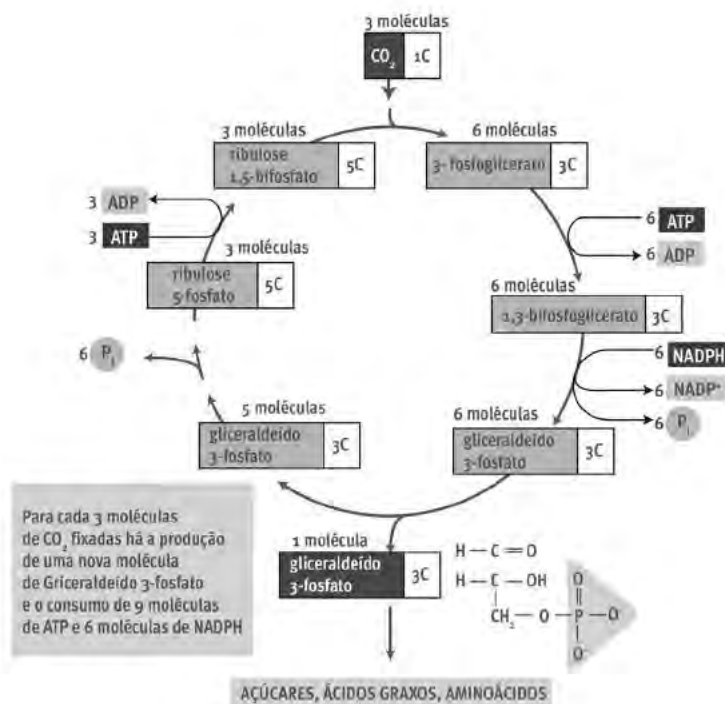 3 moléculas
CO2 1C
3 moléculas
6 moléculas
ribulose
1,5-bifosfato
5C
3-fosfoglicerato 3C
3 ADP
3 ATP
6 ATP
6 ADP
3 moléculas
ribulose
5-fosfato
5C
6 moléculas
1,3-bifosfoglicerato 3C
6 Pi
6 NADPH
6 NADP+
6 Pi
5 moléculas
6 moléculas
gliceraldeído
3-fosfato
3C
gliceraldeído
3-fosfato
3C
Para cada 3 moléculas
de CO2 fixadas há a produção
de uma nova molécula
de Griceraldeído 3-fosfato
e o consumo de 9 moléculas
de ATP e 6 moléculas de NADPH
1 molécula
gliceraldeído
3-fosfato
3C
H – C = O
H – C – OH
CH2 – O – P – O-
O
O-
AÇÚCARES, ÁCIDOS GRAXOS, AMINOÁCIDOS